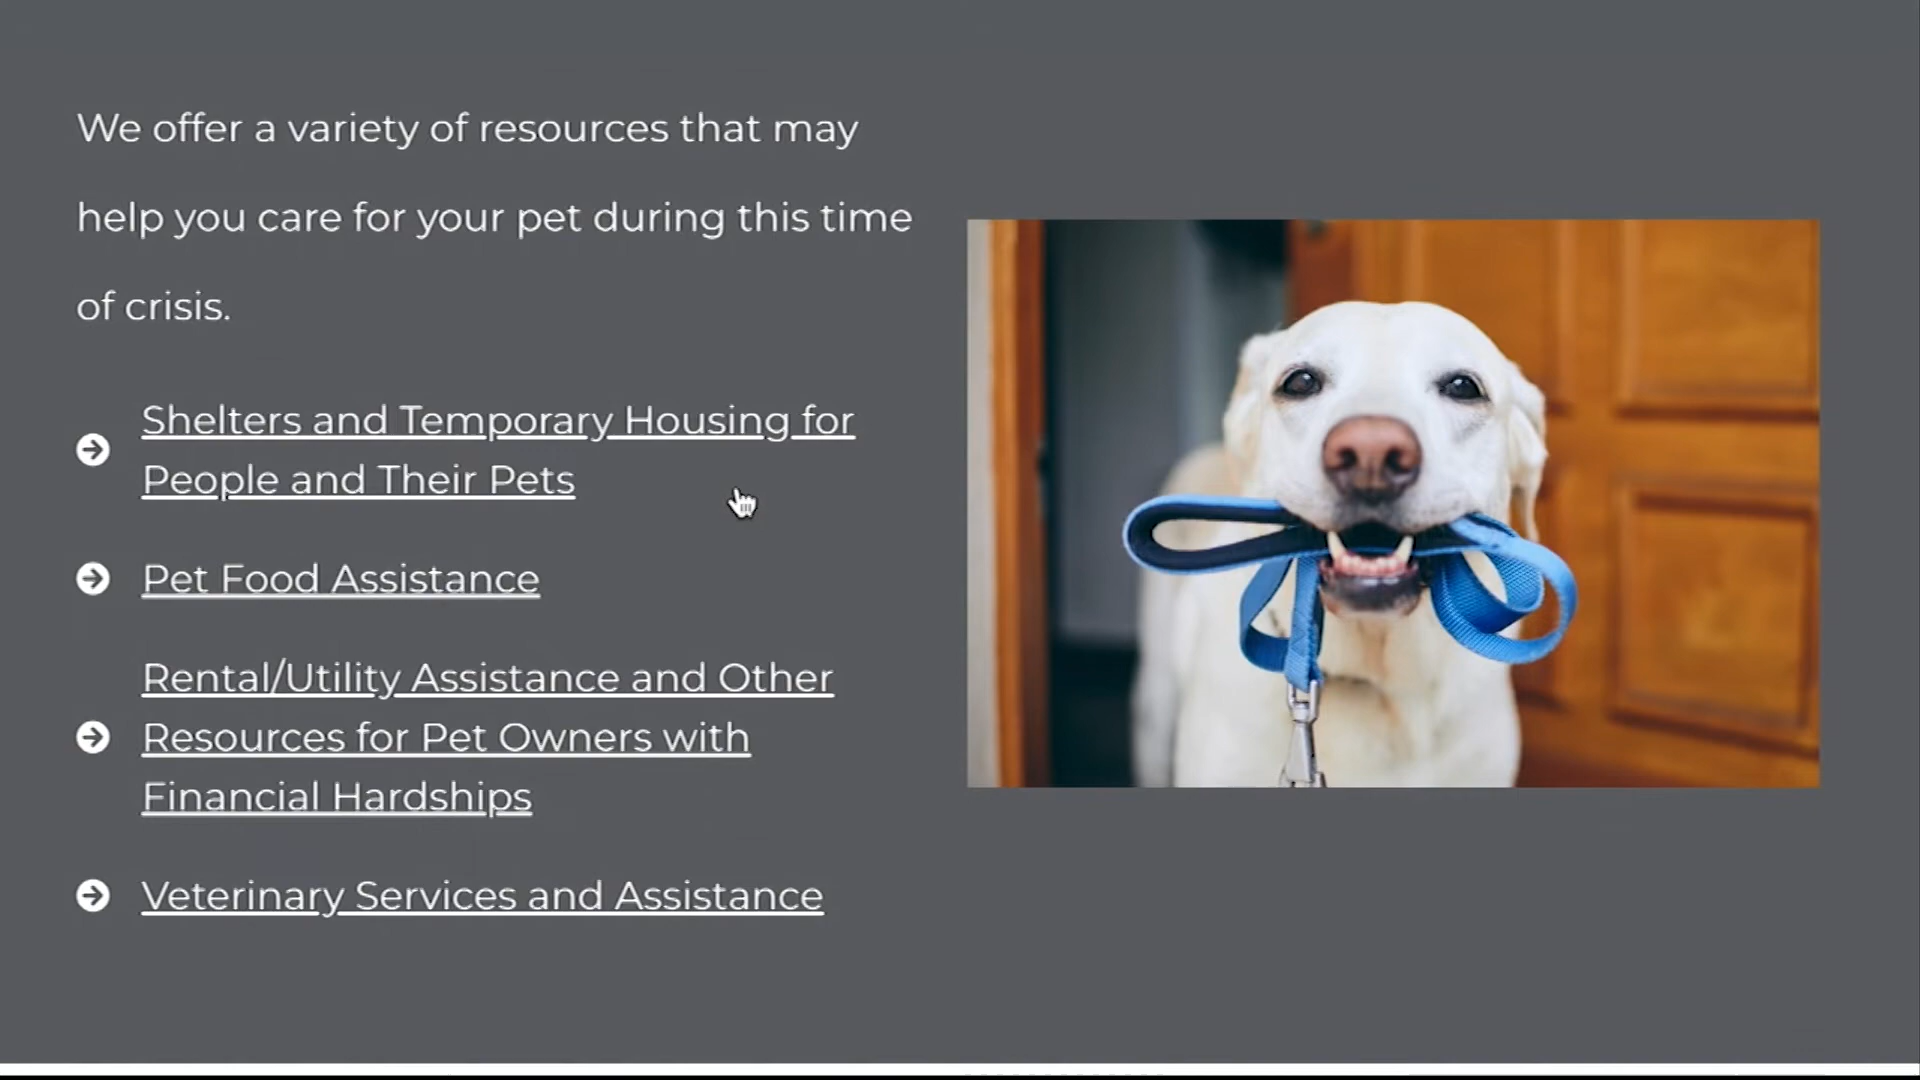 We offer a variety of resources that may
help you care for your pet during this time
of crisis.
Shelters and Temporary Housing for
People and Their Pets
Pet Food Assistance
Rental/Utility Assistance and Other
Resources for Pet Owners with
Financial Hardships
Veterinary Services and Assistance